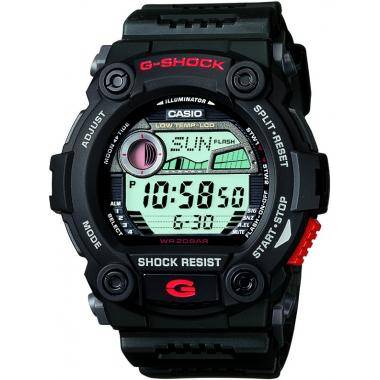 G-SHOCK
ILLUMINATOR
CASIO
LOW TEMP-LCD
ADJUST
SPLIT·RESET
SUN
FLASH
P 10:58 50
6-30
SELECT
MODE
START·STOP
WR20BAR
SHOCK RESIST
G